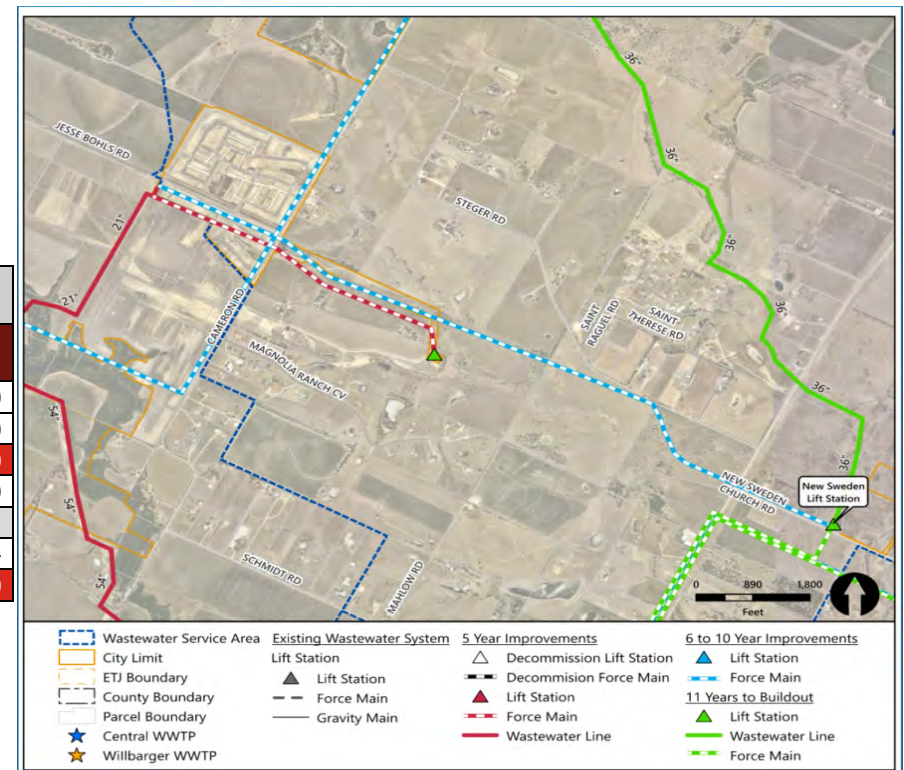 36"
JESSE BOHLS RD
36"
STEGER RD
21"
36"
21"
CAMERON RD
SAINT
RAGUEL RD
SAINT
THERESE RD
36"
MAGNOLIA RANCH CV
36"
54"
36"
NEW SWEDEN
CHURCH RD
New Sweden
Lift Station
54"
SCHMIDT RD
MAHLOW RD
54"
0 890 1,800
Feet
Wastewater Service Area
City Limit
ETJ Boundary
County Boundary
Parcel Boundary
Central WWTP
Willbarger WWTP
Existing Wastewater System
Lift Station
Lift Station
Force Main
Gravity Main
5 Year Improvements
Decommission Lift Station
Decommision Force Main
Lift Station
Force Main
Wastewater Line
6 to 10 Year Improvements
Lift Station
Force Main
11 Years to Buildout
Lift Station
Wastewater Line
Force Main